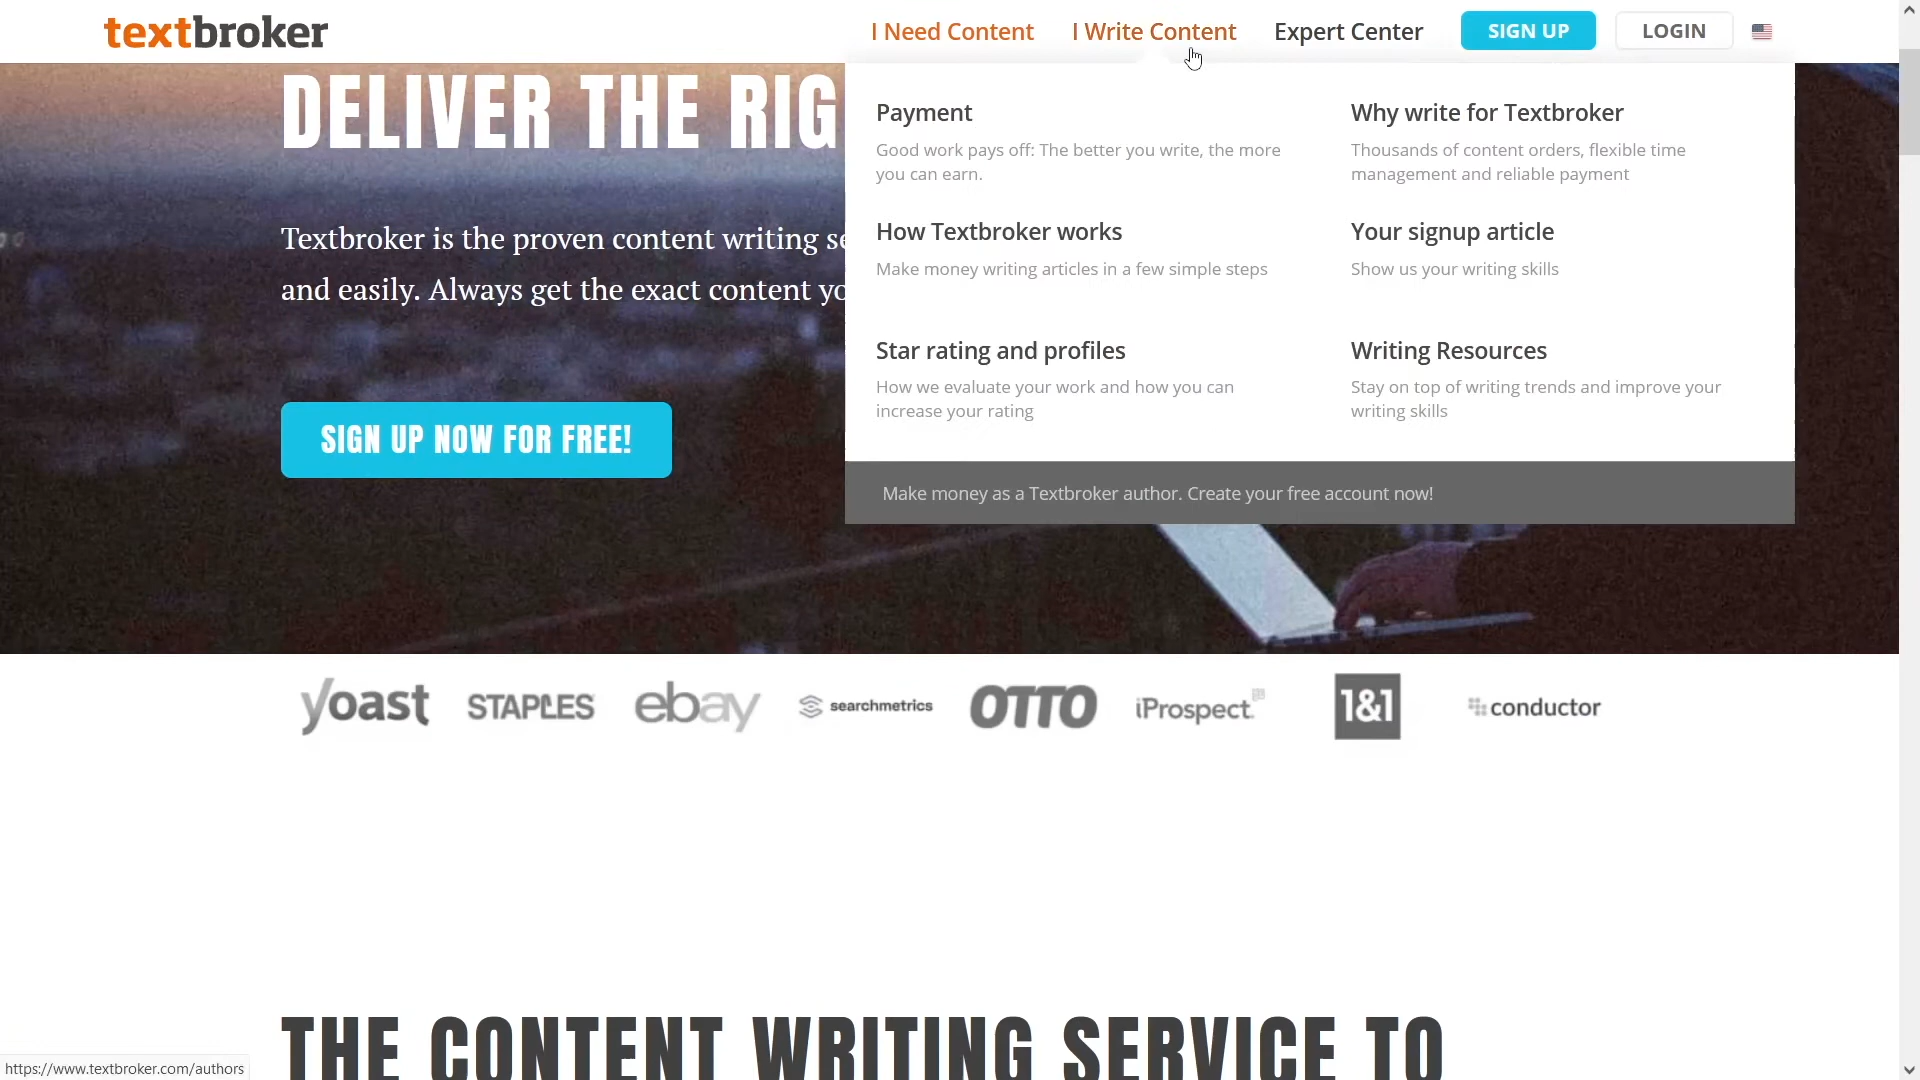 textbroker
I Need Content
I Write Content
Expert Center
SIGN UP
LOGIN
DELIVER THE RIG
Textbroker is the proven content writing se
and easily. Always get the exact content yo
SIGN UP NOW FOR FREE!
Payment
Good work pays off: The better you write, the more
you can earn.
Why write for Textbroker
Thousands of content orders, flexible time
management and reliable payment
How Textbroker works
Make money writing articles in a few simple steps
Your signup article
Show us your writing skills
Star rating and profiles
How we evaluate your work and how you can
increase your rating
Writing Resources
Stay on top of writing trends and improve your
writing skills
Make money as a Textbroker author. Create your free account now!
yoast
STAPLES
ebay
searchmetrics
OTTO
iProspect.
1&1
conductor
THE CONTENT WRITING SERVICE TO
https://www.textbroker.com/authors